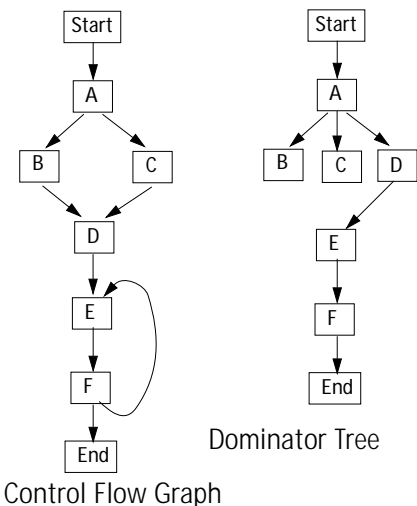 Start
A
B
C
D
E
F
End
Control Flow Graph
Start
A
B
C
D
E
F
End
Dominator Tree